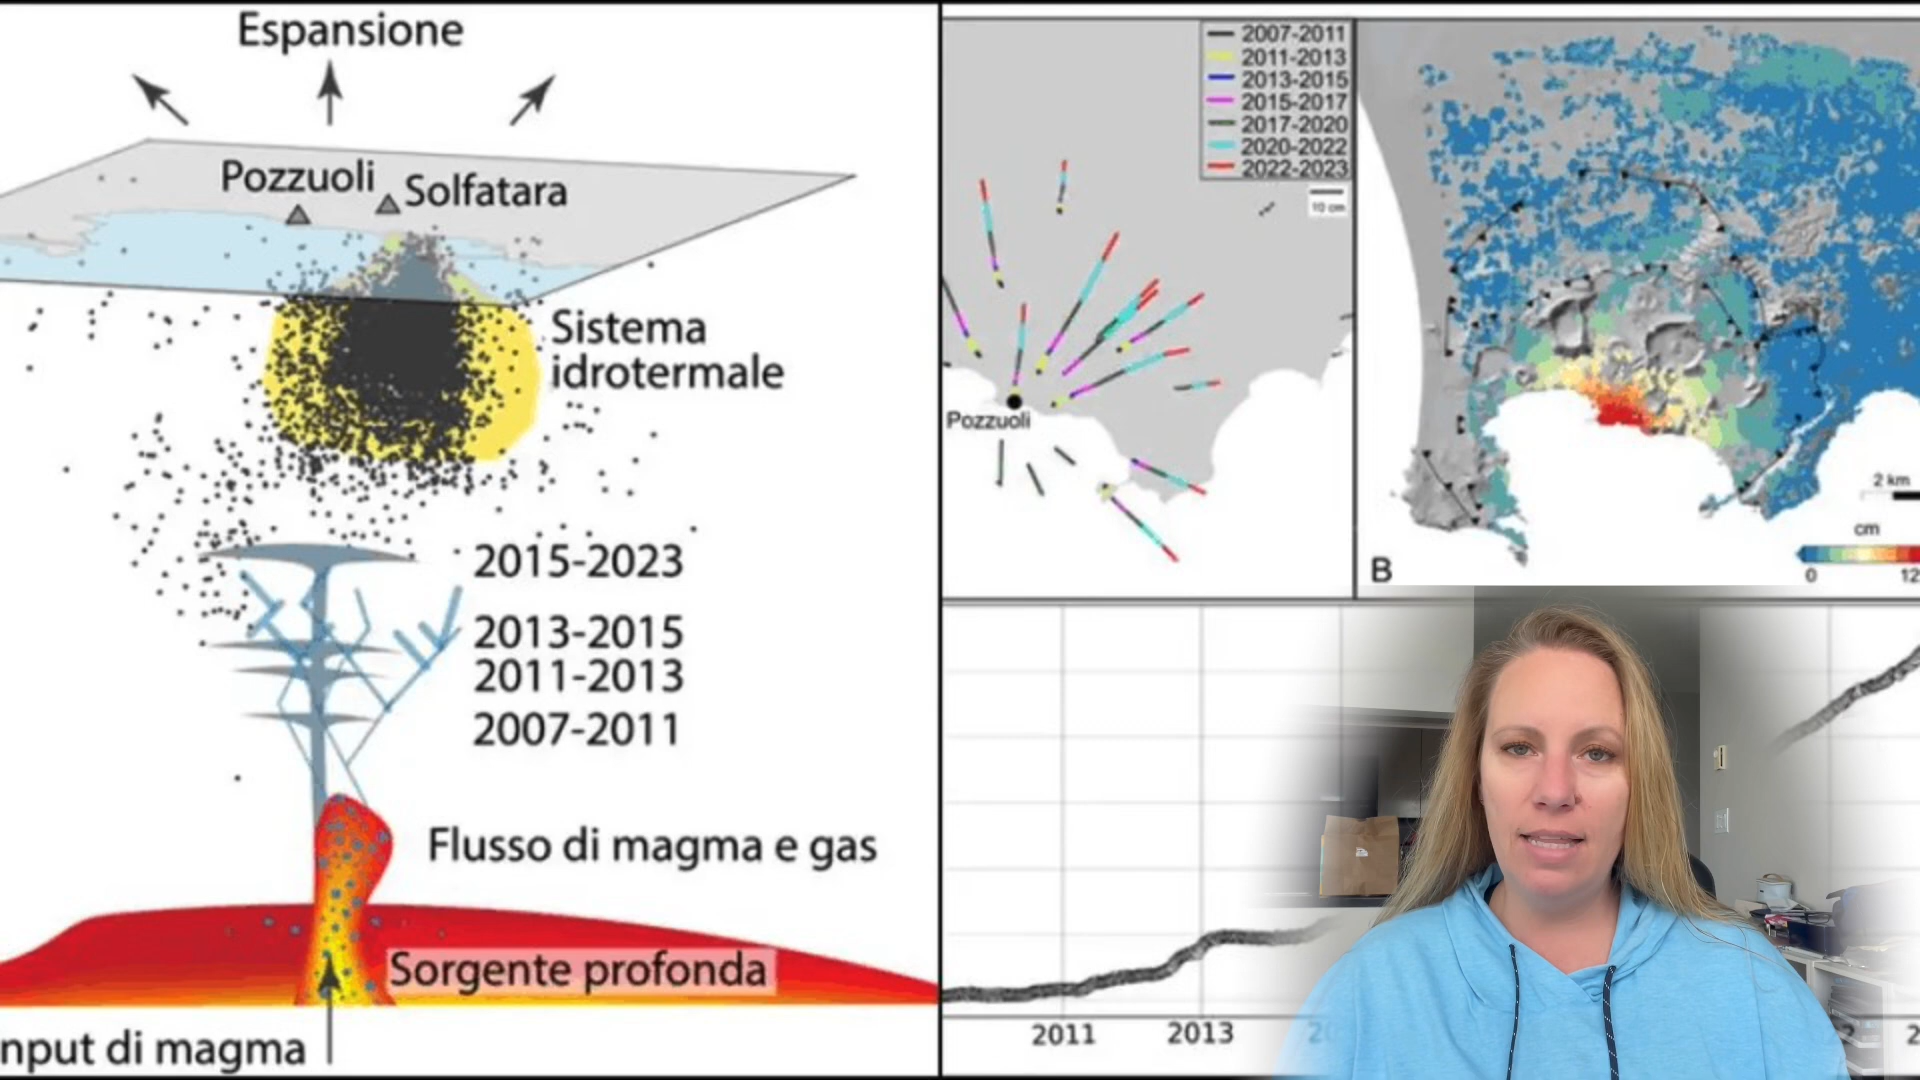 Espansione
Pozzuoli
Solfatara
Sistema
idrotermale
2015-2023
2013-2015
2011-2013
2007-2011
Flusso di magma e gas
Sorgente profonda
nput di magma
2007-2011
2011-2013
2013-2015
2015-2017
2017-2020
2020-2022
2022-2023
10 cm
Pozzuoli
2 km
cm
0 12
B
2011 2013